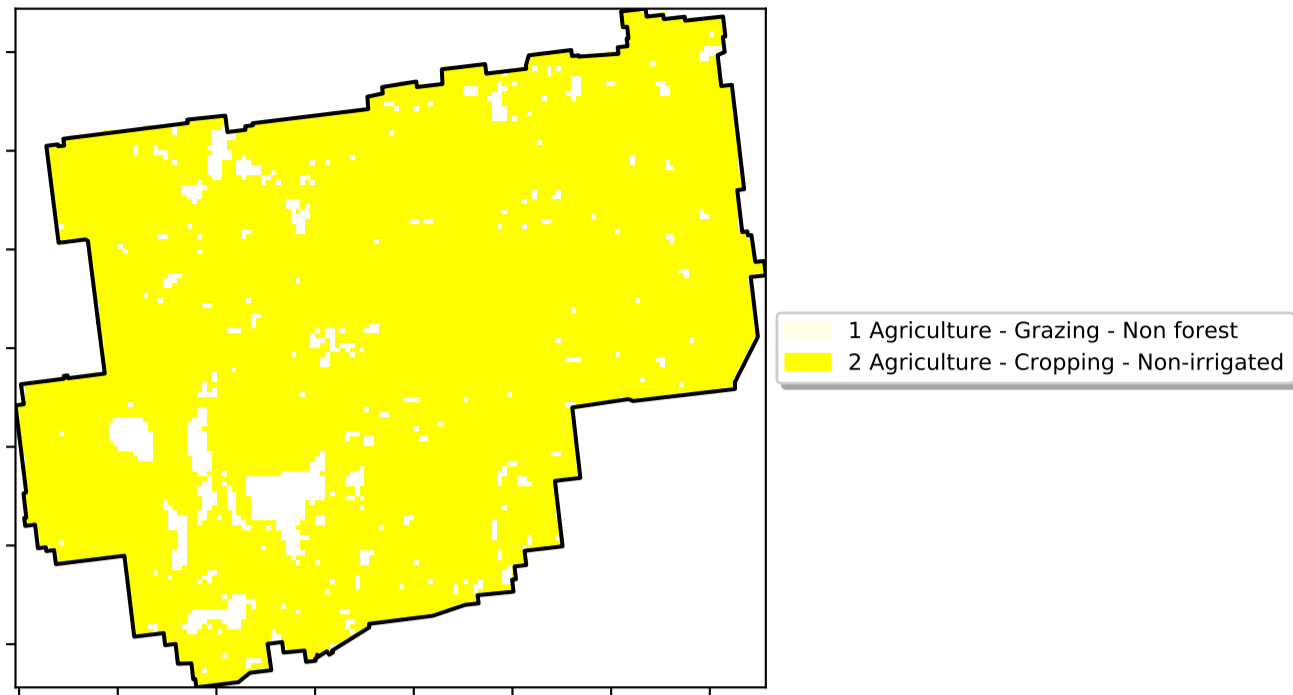 1 Agriculture - Grazing - Non forest
2 Agriculture - Cropping - Non-irrigated